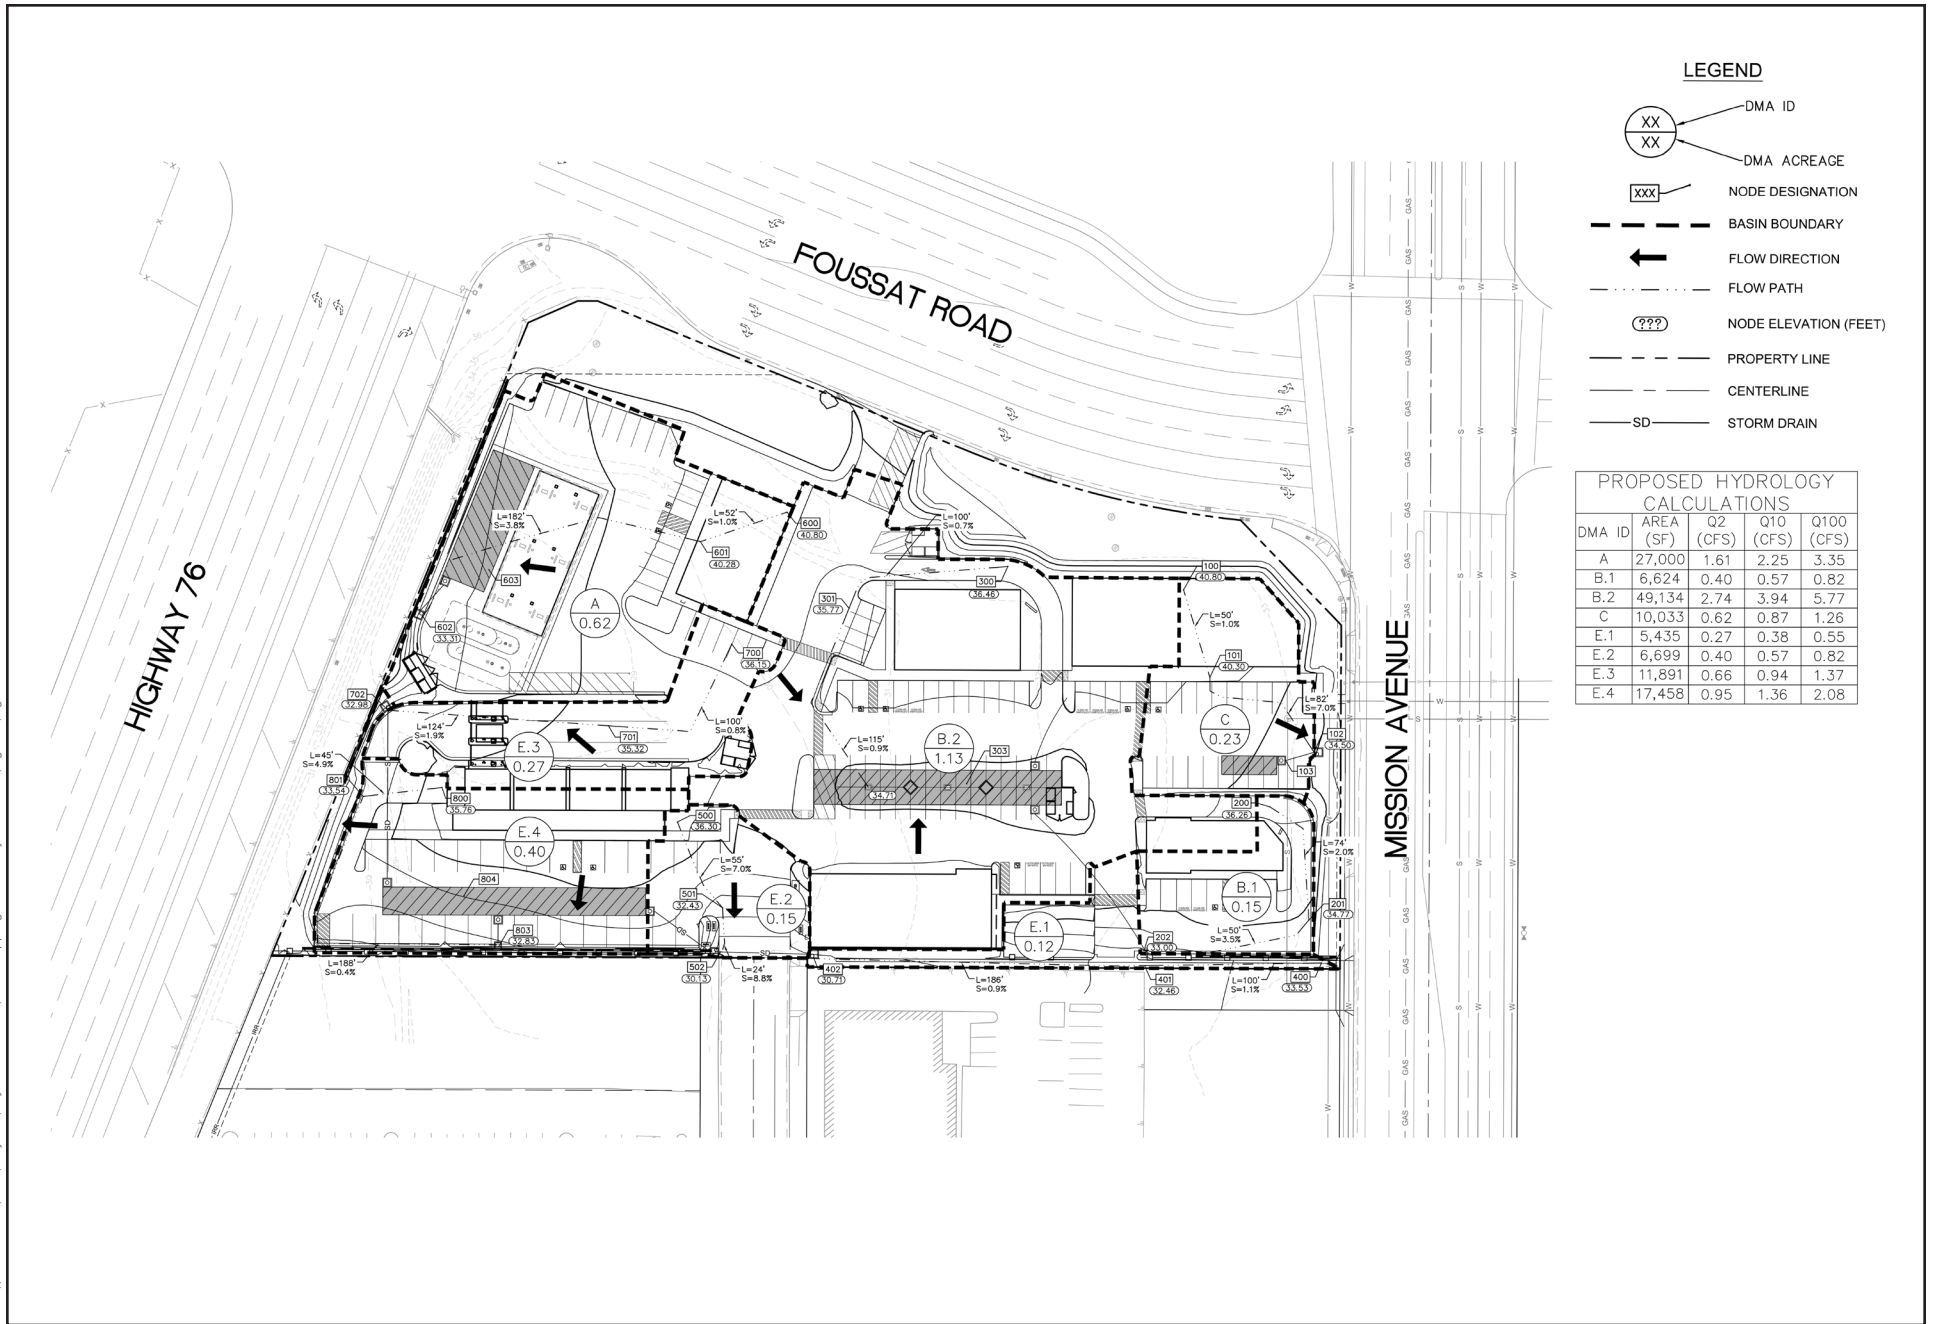 LEGEND
XX
XX
DMA ID
DMA ACREAGE
XXX
NODE DESIGNATION
BASIN BOUNDARY
FLOW DIRECTION
FLOW PATH
???
NODE ELEVATION (FEET)
PROPERTY LINE
CENTERLINE
SD
STORM DRAIN
PROPOSED HYDROLOGY
CALCULATIONS
DMA ID AREA (SF) Q2 (CFS) Q10 (CFS) Q100 (CFS)
A 27,000 1.61 2.25 3.35
B.1 6,624 0.40 0.57 0.82
B.2 49,134 2.74 3.94 5.77
C 10,033 0.62 0.87 1.26
E.1 5,435 0.27 0.38 0.55
E.2 6,699 0.40 0.57 0.82
E.3 11,891 0.66 0.94 1.37
E.4 17,458 0.95 1.36 2.08
FOUSSAT ROAD
HIGHWAY 76
MISSION AVENUE
L=182'
S=3.8%
L=52'
S=1.0%
600
40.80
601
40.28
603
602
33.31
A
0.62
L=100'
S=0.7%
300
36.46
301
35.77
100
40.80
L=50'
S=1.0%
101
40.30
700
36.15
702
32.98
L=124'
S=1.9%
701
35.32
L=100'
S=0.8%
L=45'
S=4.9%
801
33.54
E.3
0.27
800
35.76
L=115'
S=0.9%
B.2
1.13
303
34.71
C
0.23
L=82'
S=7.0%
102
34.50
103
200
36.26
500
36.30
E.4
0.40
L=55'
S=7.0%
L=74'
S=2.0%
804
501
32.43
E.2
0.15
B.1
0.15
201
34.77
803
32.83
E.1
0.12
L=50'
S=3.5%
202
33.00
SD
SD
SD
L=188'
S=0.4%
502
30.13
L=24'
S=8.8%
402
30.71
L=186'
S=0.9%
401
32.46
L=100'
S=1.1%
400
33.53
IRR
IRR
GAS
GAS
GAS
GAS
GAS
GAS
GAS
GAS
W
W
W
W
S
S
S